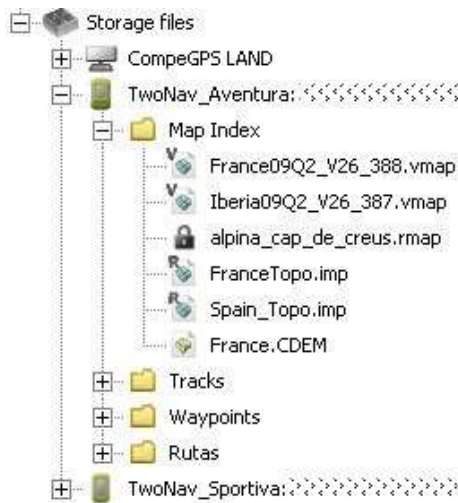 Storage files
CompeGPS LAND
TwoNav_Aventura:
Map Index
France09Q2_V26_388.vmap
Iberia09Q2_V26_387.vmap
alpina_cap_de_creus.rmap
FranceTopo.imp
Spain_Topo.imp
France.CDEM
Tracks
Waypoints
Rutas
TwoNav_Sportiva: